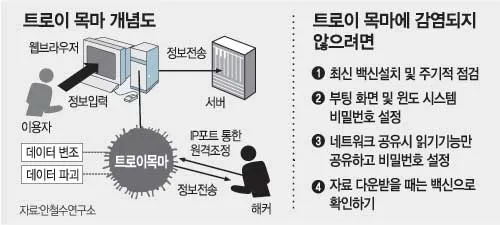 트로이 목마 개념도
웹브라우저
정보전송
정보입력
서버
이용자
IP포트 통한
원격조정
데이터 변조
트로이목마
데이터 파괴
정보전송
해커
자료:안철수연구소
트로이 목마에 감염되지
않으려면
1 최신 백신설치 및 주기적 점검
2 부팅 화면 및 윈도 시스템
비밀번호 설정
3 네트워크 공유시 읽기기능만
공유하고 비밀번호 설정
4 자료 다운받을 때는 백신으로
확인하기